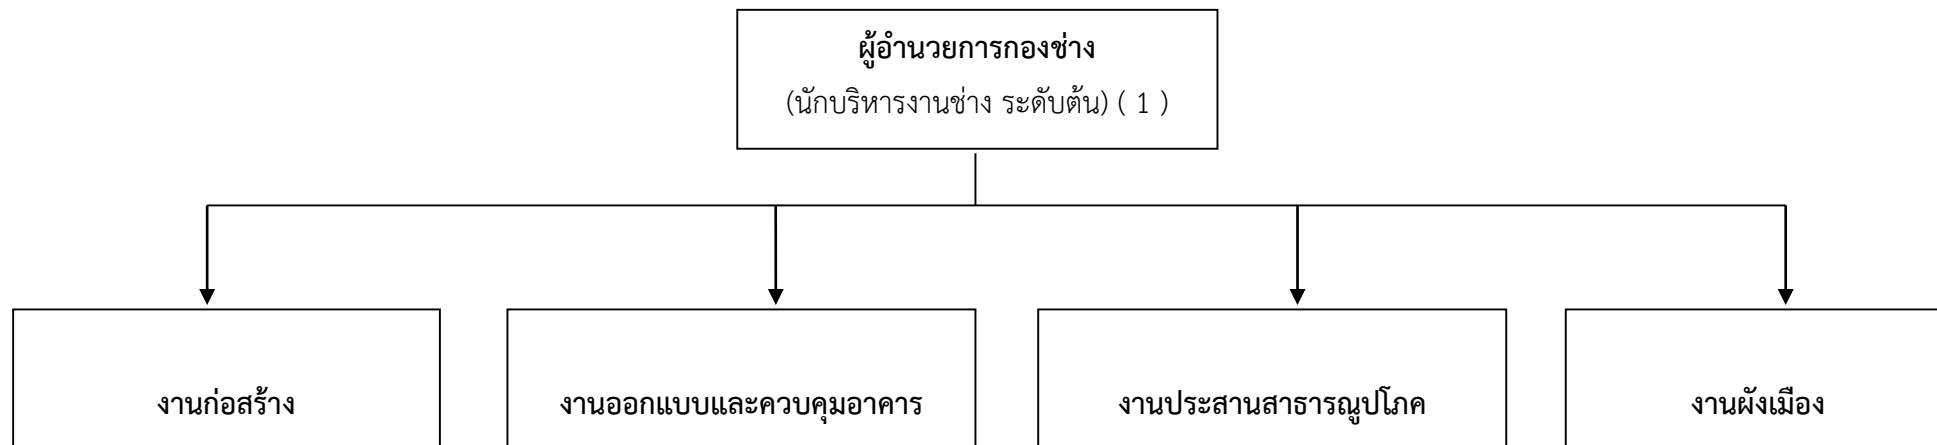 ผู้อำนวยการกองช่าง
(นักบริหารงานช่าง ระดับต้น) ( 1 )
งานก่อสร้าง
งานออกแบบและควบคุมอาคาร
งานประสานสาธารณูปโภค
งานผังเมือง